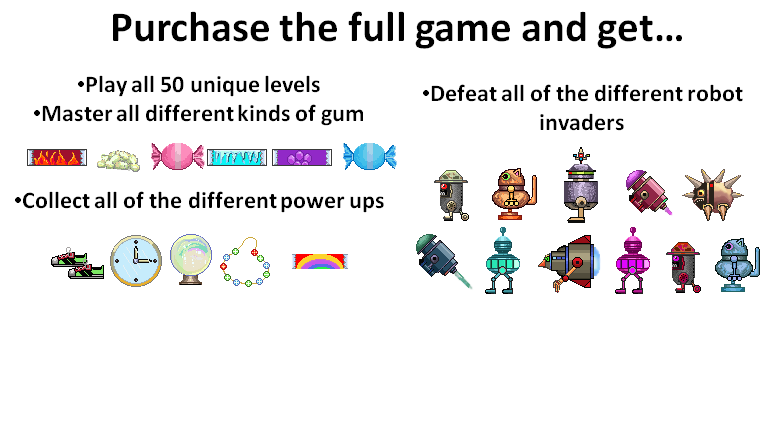 Purchase the full game and get…
•Play all 50 unique levels
•Master all different kinds of gum
•Collect all of the different power ups
•Defeat all of the different robot
invaders